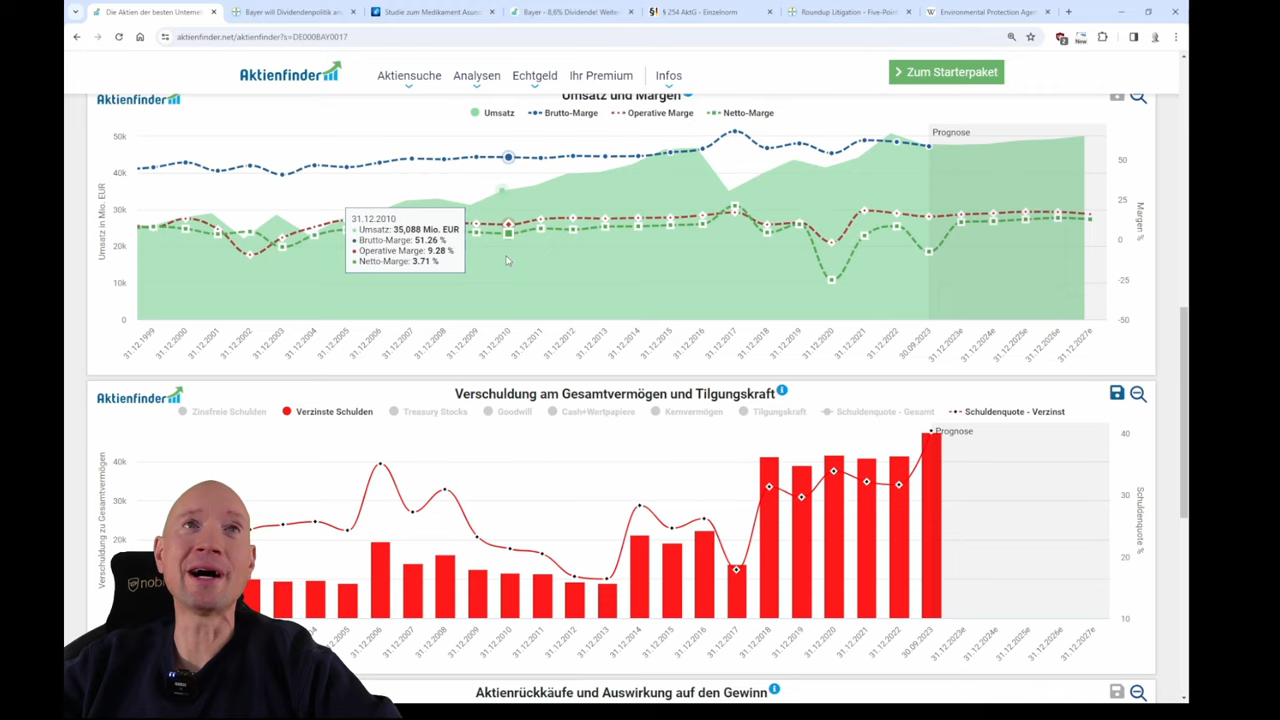 Die Aktien der besten Unterneh
Bayer will Dividendenpolitik an
Studie zum Medikament Asund
Bayer - 8,6% Dividende! Weiter
§ 254 AktG - Einzelnorm
Roundup Litigation - Five-Point
Environmental Protection Agen
aktienfinder.net/aktienfinder?s=DE000BAY0017
New
Aktienfinder
Aktiensuche
Analysen
Echtgeld
Ihr Premium
Infos
Zum Starterpaket
Aktienfinder
Umsatz und Margen
Umsatz
Brutto-Marge
Operative Marge
Netto-Marge
Prognose
Umsatz in Mio. EUR
50k
40k
30k
20k
10k
0
Margen %
50
25
0
-25
-50
31.12.2010
Umsatz: 35,088 Mio. EUR
Brutto-Marge: 51.26 %
Operative Marge: 9.28 %
Netto-Marge: 3.71 %
31.12.1999
31.12.2000
31.12.2001
31.12.2002
31.12.2003
31.12.2004
31.12.2005
31.12.2006
31.12.2007
31.12.2008
31.12.2009
31.12.2010
31.12.2011
31.12.2012
31.12.2013
31.12.2014
31.12.2015
31.12.2016
31.12.2017
31.12.2018
31.12.2019
31.12.2020
31.12.2021
31.12.2022
30.09.2023
31.12.2023e
31.12.2024e
31.12.2025e
31.12.2026e
31.12.2027e
Aktienfinder
Verschuldung am Gesamtvermögen und Tilgungskraft
Zinsfreie Schulden
Verzinste Schulden
Treasury Stocks
Goodwill
Cash+Wertpapiere
Kernvermögen
Tilgungskraft
Schuldenquote - Gesamt
Schuldenquote - Verzinst
Prognose
Verschuldung zu Gesamtvermögen
40k
30k
20k
Schuldenquote %
40
30
20
10
2005
31.12.2006
31.12.2007
31.12.2008
31.12.2009
31.12.2010
31.12.2011
31.12.2012
31.12.2013
31.12.2014
31.12.2015
31.12.2016
31.12.2017
31.12.2018
31.12.2019
31.12.2020
31.12.2021
31.12.2022
30.09.2023
31.12.2023e
31.12.2024e
31.12.2025e
31.12.2026e
31.12.2027e
nobl
Aktienrückkäufe und Auswirkung auf den Gewinn